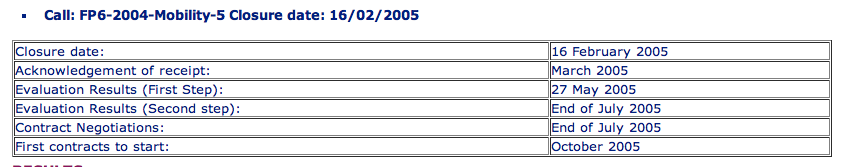 ▪ Call: FP6-2004-Mobility-5 Closure date: 16/02/2005
Closure date: 16 February 2005
Acknowledgement of receipt: March 2005
Evaluation Results (First Step): 27 May 2005
Evaluation Results (Second step): End of July 2005
Contract Negotiations: End of July 2005
First contracts to start: October 2005